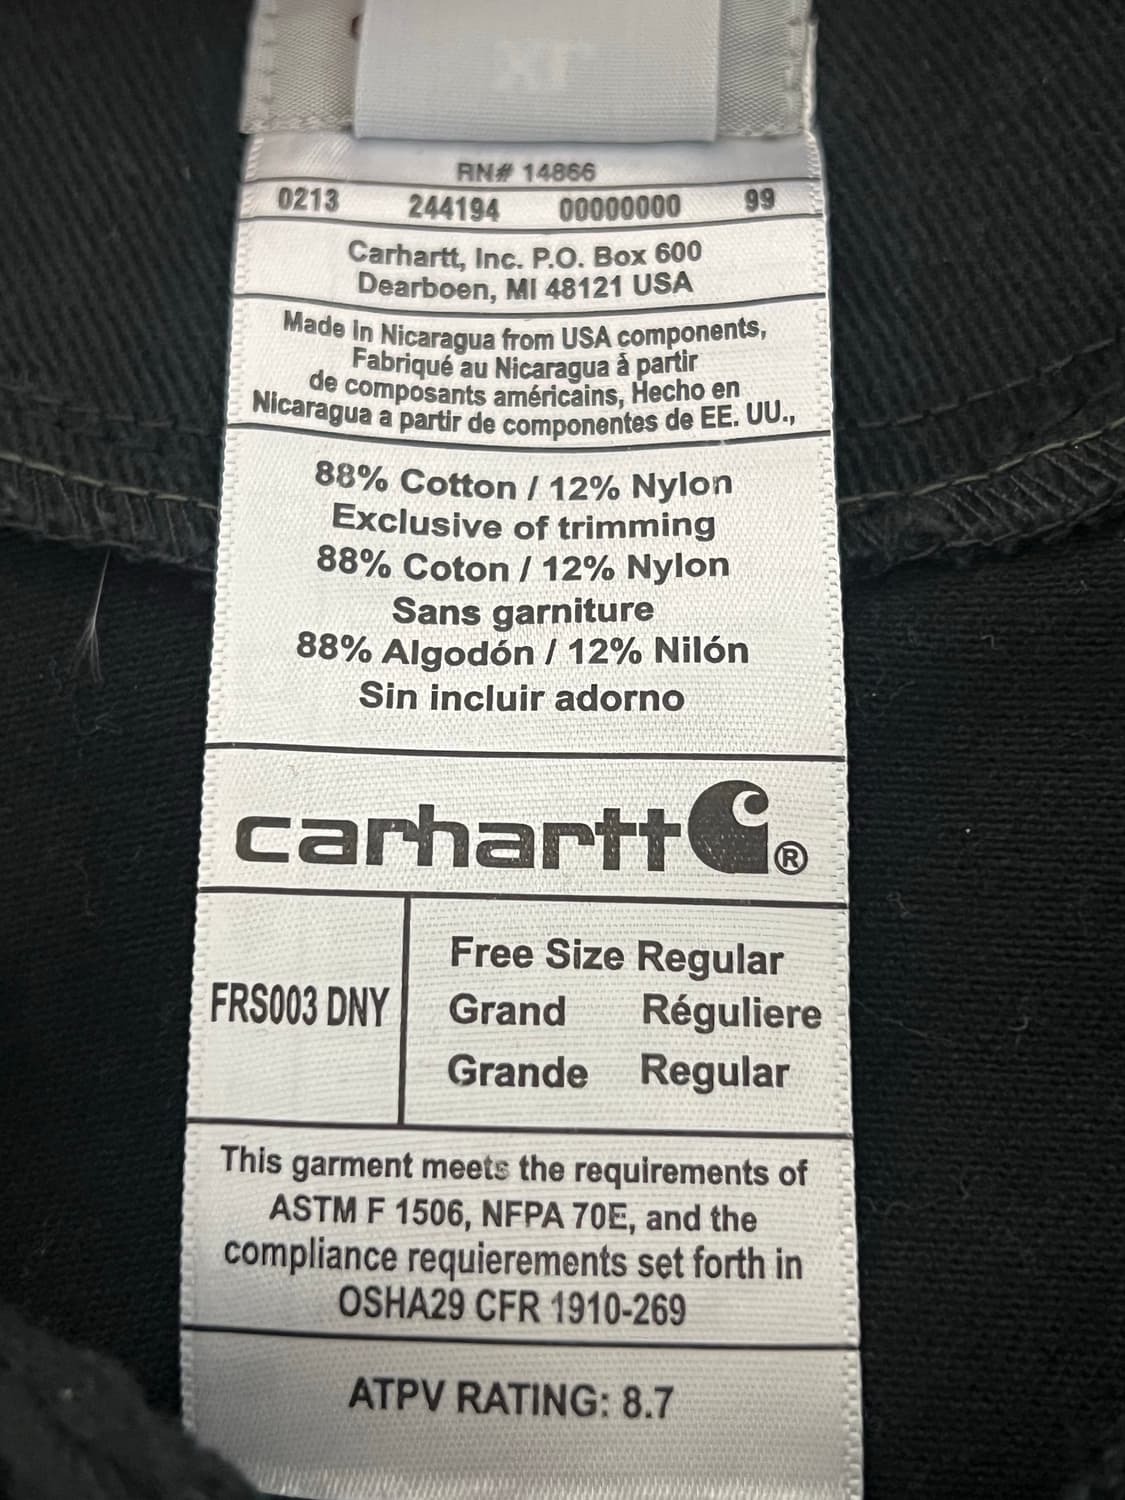 XL
RN# 14866
0213 244194 00000000 99
Carhartt, Inc. P.O. Box 600
Dearboen, MI 48121 USA
Made in Nicaragua from USA components,
Fabriqué au Nicaragua à partir
de composants américains, Hecho en
Nicaragua a partir de componentes de EE. UU.,
88% Cotton / 12% Nylon
Exclusive of trimming
88% Coton / 12% Nylon
Sans garniture
88% Algodón / 12% Nilón
Sin incluir adorno
carhartt ®
FRS003 DNY
Free Size Regular
Grand Réguliere
Grande Regular
This garment meets the requirements of
ASTM F 1506, NFPA 70E, and the
compliance requierements set forth in
OSHA29 CFR 1910-269
ATPV RATING: 8.7